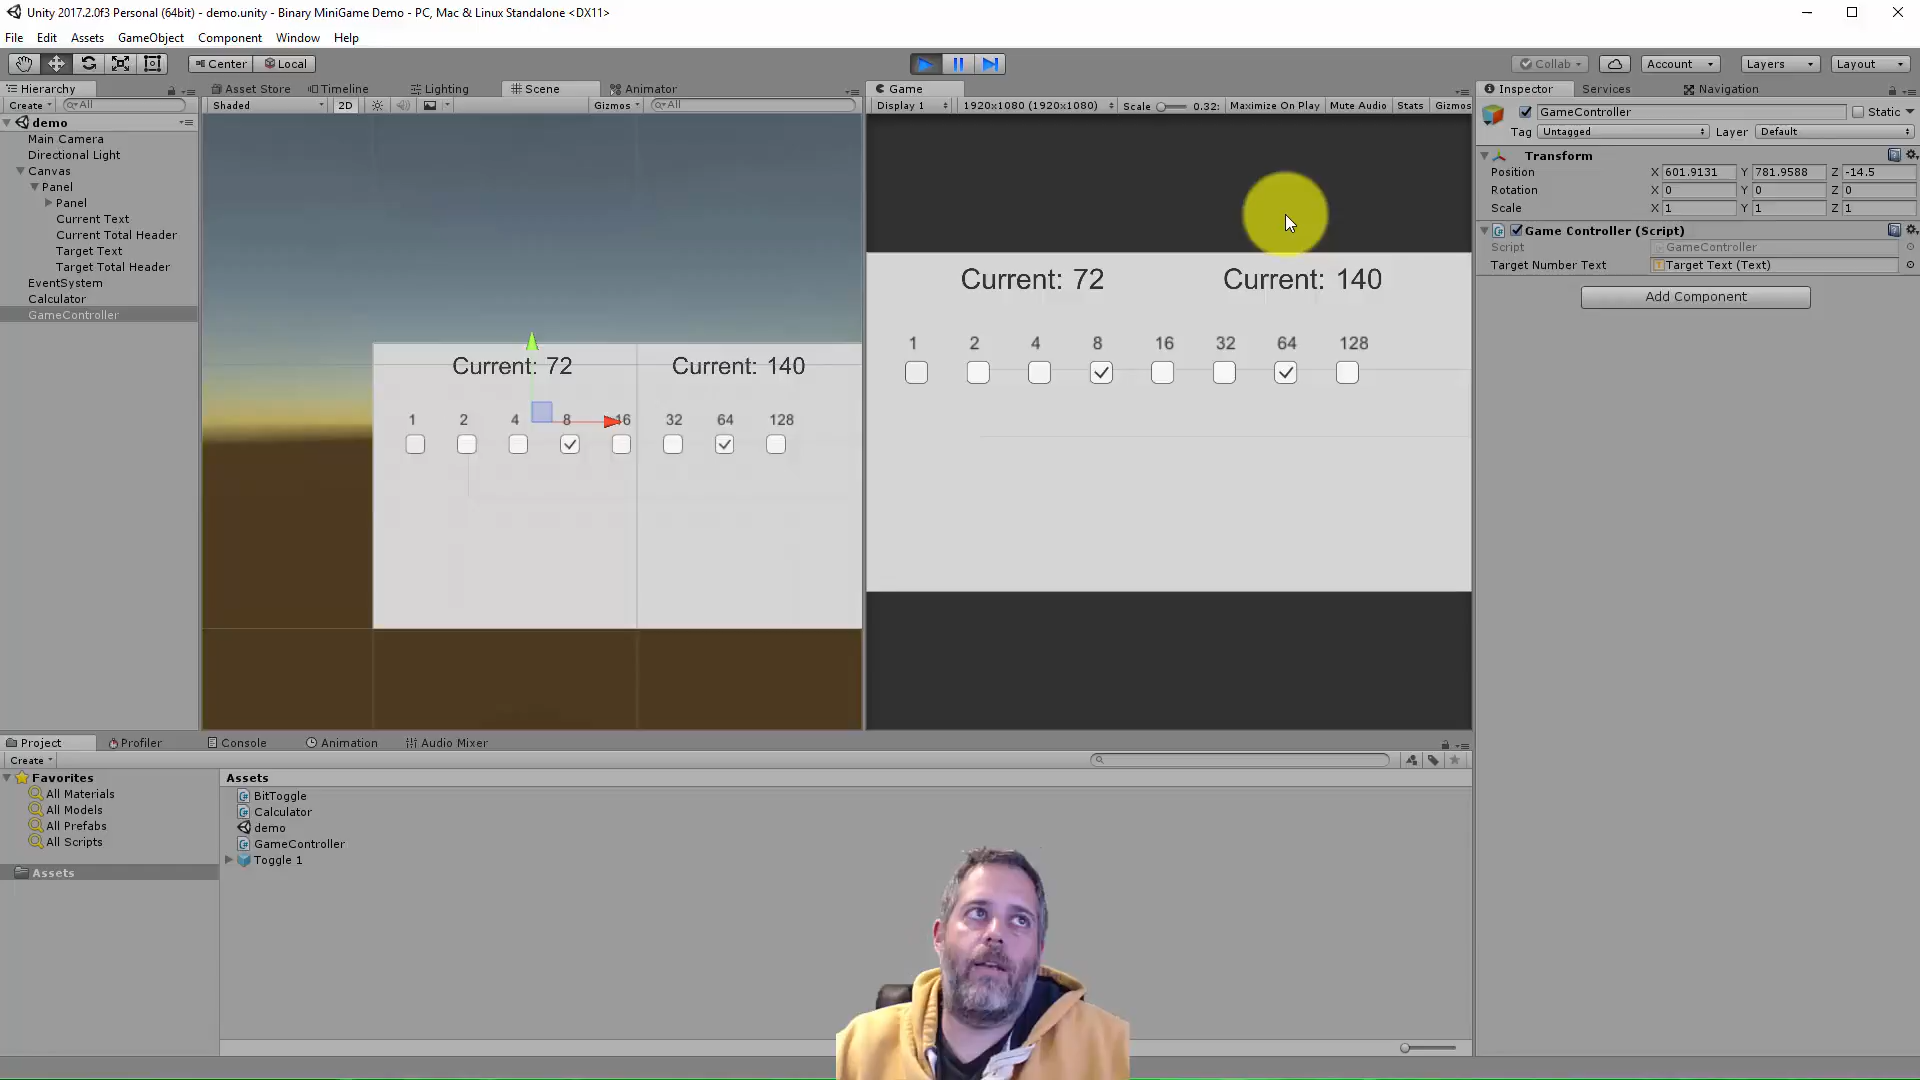 Unity 2017.2.0f3 Personal (64bit) - demo.unity - Binary MiniGame Demo - PC, Mac & Linux Standalone <DX11>
File Edit Assets GameObject Component Window Help
Center Local Collab Account Layers Layout
Hierarchy Asset Store Timeline Lighting Scene Animator Game Inspector Services Navigation
Create All Shaded 2D Gizmos All Display 1 1920x1080 (1920x1080) Scale 0.32: Maximize On Play Mute Audio Stats Gizmos
GameController Static
Tag Untagged Layer Default
demo
Main Camera
Directional Light
Canvas
Panel
Panel
Current Text
Current Total Header
Target Text
Target Total Header
EventSystem
Calculator
GameController
Current: 72 Current: 140
1 2 4 8 16 32 64 128
Current: 72 Current: 140
1 2 4 8 16 32 64 128
Transform
Position X 601.9131 Y 781.9588 Z -14.5
Rotation X 0 Y 0 Z 0
Scale X 1 Y 1 Z 1
Game Controller (Script)
Script GameController
Target Number Text Target Text (Text)
Add Component
Project Profiler Console Animation Audio Mixer
Create
Favorites
All Materials
All Models
All Prefabs
All Scripts
Assets
Assets
BitToggle
Calculator
demo
GameController
Toggle 1